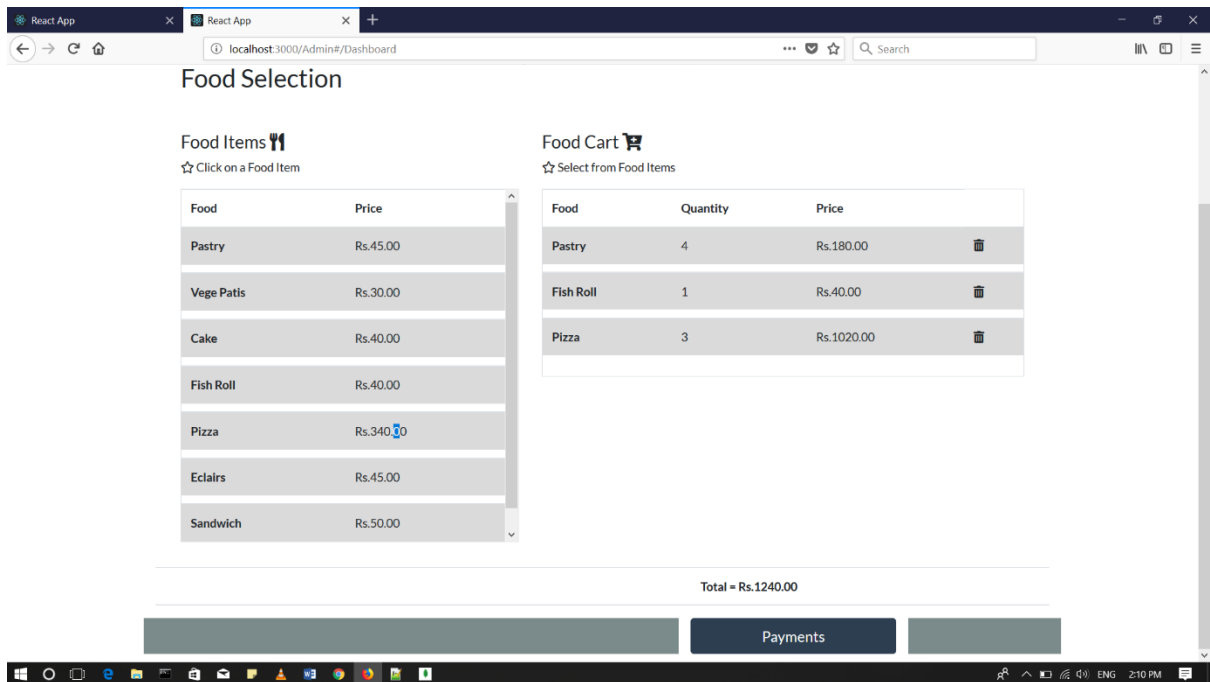 React App
React App
localhost:3000/Admin#/Dashboard
Search
Food Selection
Food Items
Click on a Food Item
Food Price
Pastry Rs.45.00
Vege Patis Rs.30.00
Cake Rs.40.00
Fish Roll Rs.40.00
Pizza Rs.340.00
Eclairs Rs.45.00
Sandwich Rs.50.00
Food Cart
Select from Food Items
Food Quantity Price
Pastry 4 Rs.180.00
Fish Roll 1 Rs.40.00
Pizza 3 Rs.1020.00
Total = Rs.1240.00
Payments
ENG 2:10 PM